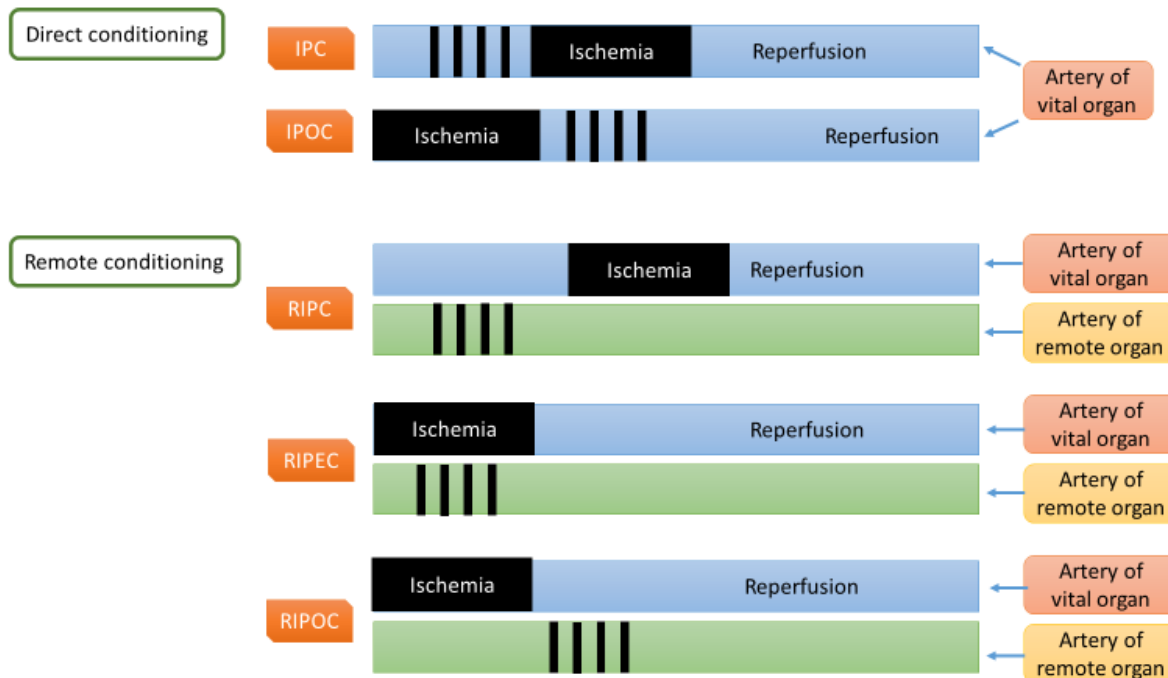 Direct conditioning
IPC
Ischemia
Reperfusion
Artery of
vital organ
IPOC
Ischemia
Reperfusion
Remote conditioning
RIPC
Ischemia
Reperfusion
Artery of
vital organ
Artery of
remote organ
RIPEC
Ischemia
Reperfusion
Artery of
vital organ
Artery of
remote organ
RIPOC
Ischemia
Reperfusion
Artery of
vital organ
Artery of
remote organ